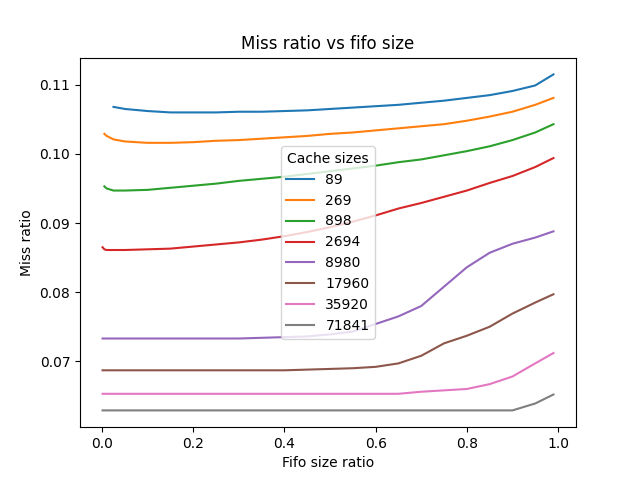 Miss ratio vs fifo size
Miss ratio
0.11
0.10
0.09
0.08
0.07
Cache sizes
89
269
898
2694
8980
17960
35920
71841
0.0 0.2 0.4 0.6 0.8 1.0
Fifo size ratio